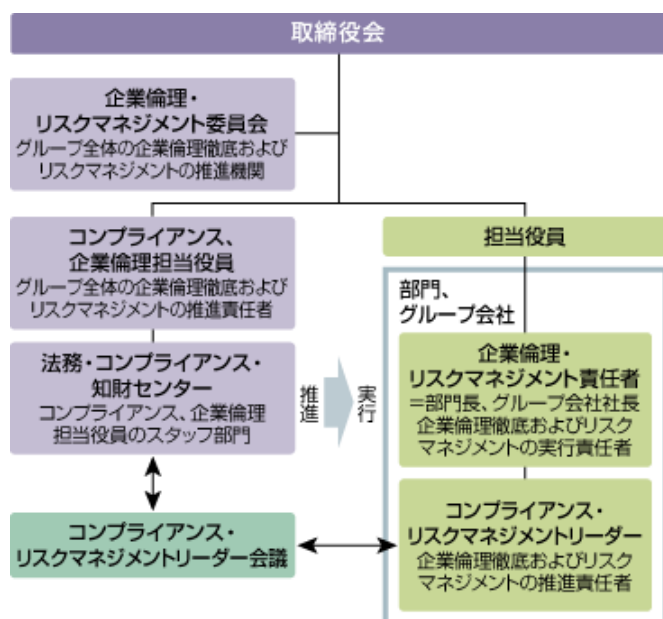 取締役会
企業倫理・
リスクマネジメント委員会
グループ全体の企業倫理徹底および
リスクマネジメントの推進機関
コンプライアンス、
企業倫理担当役員
グループ全体の企業倫理徹底および
リスクマネジメントの推進責任者
法務・コンプライアンス・
知財センター
コンプライアンス、企業倫理
担当役員のスタッフ部門
コンプライアンス・
リスクマネジメントリーダー会議
推進
実行
担当役員
部門、
グループ会社
企業倫理・
リスクマネジメント責任者
=部門長、グループ会社社長
企業倫理徹底およびリスク
マネジメントの実行責任者
コンプライアンス・
リスクマネジメントリーダー
企業倫理徹底およびリスク
マネジメントの推進責任者